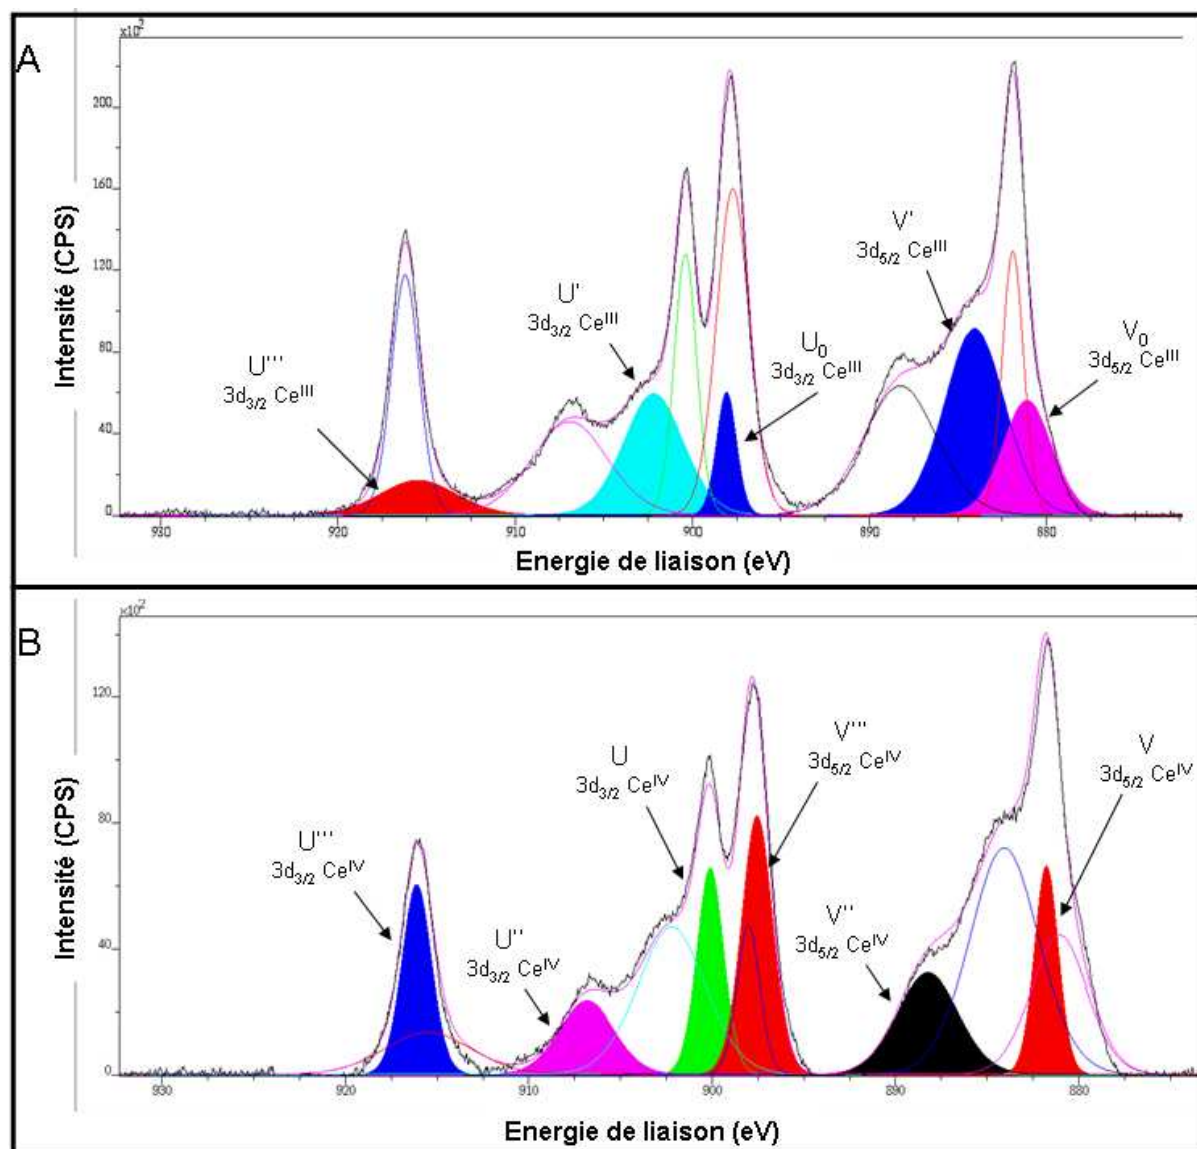 A
x10²
200
160
120
80
40
0
Intensité (CPS)
U''''
3d3/2 CeIII
U'
3d3/2 CeIII
U0
3d3/2 CeIII
V'
3d5/2 CeIII
V0
3d5/2 CeIII
930
920
910
900
890
880
Energie de liaison (eV)
B
x10²
120
80
40
0
Intensité (CPS)
U''''
3d3/2 CeIV
U''
3d3/2 CeIV
U
3d3/2 CeIV
V''''
3d5/2 CeIV
V''
3d5/2 CeIV
V
3d5/2 CeIV
930
920
910
900
890
880
Energie de liaison (eV)